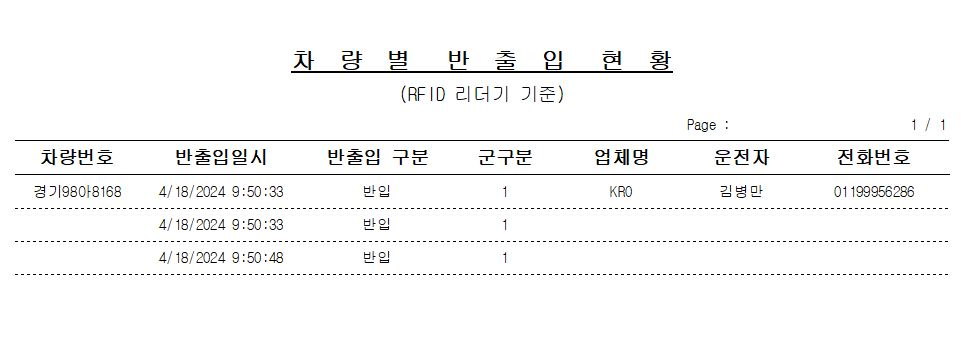 차 량 별 반 출 입 현 황
(RFID 리더기 기준)
Page : 1 / 1
차량번호 반출입일시 반출입 구분 군구분 업체명 운전자 전화번호
경기98아8168 4/18/2024 9:50:33 반입 1 KRO 김병만 01199956286
4/18/2024 9:50:33 반입 1
4/18/2024 9:50:48 반입 1